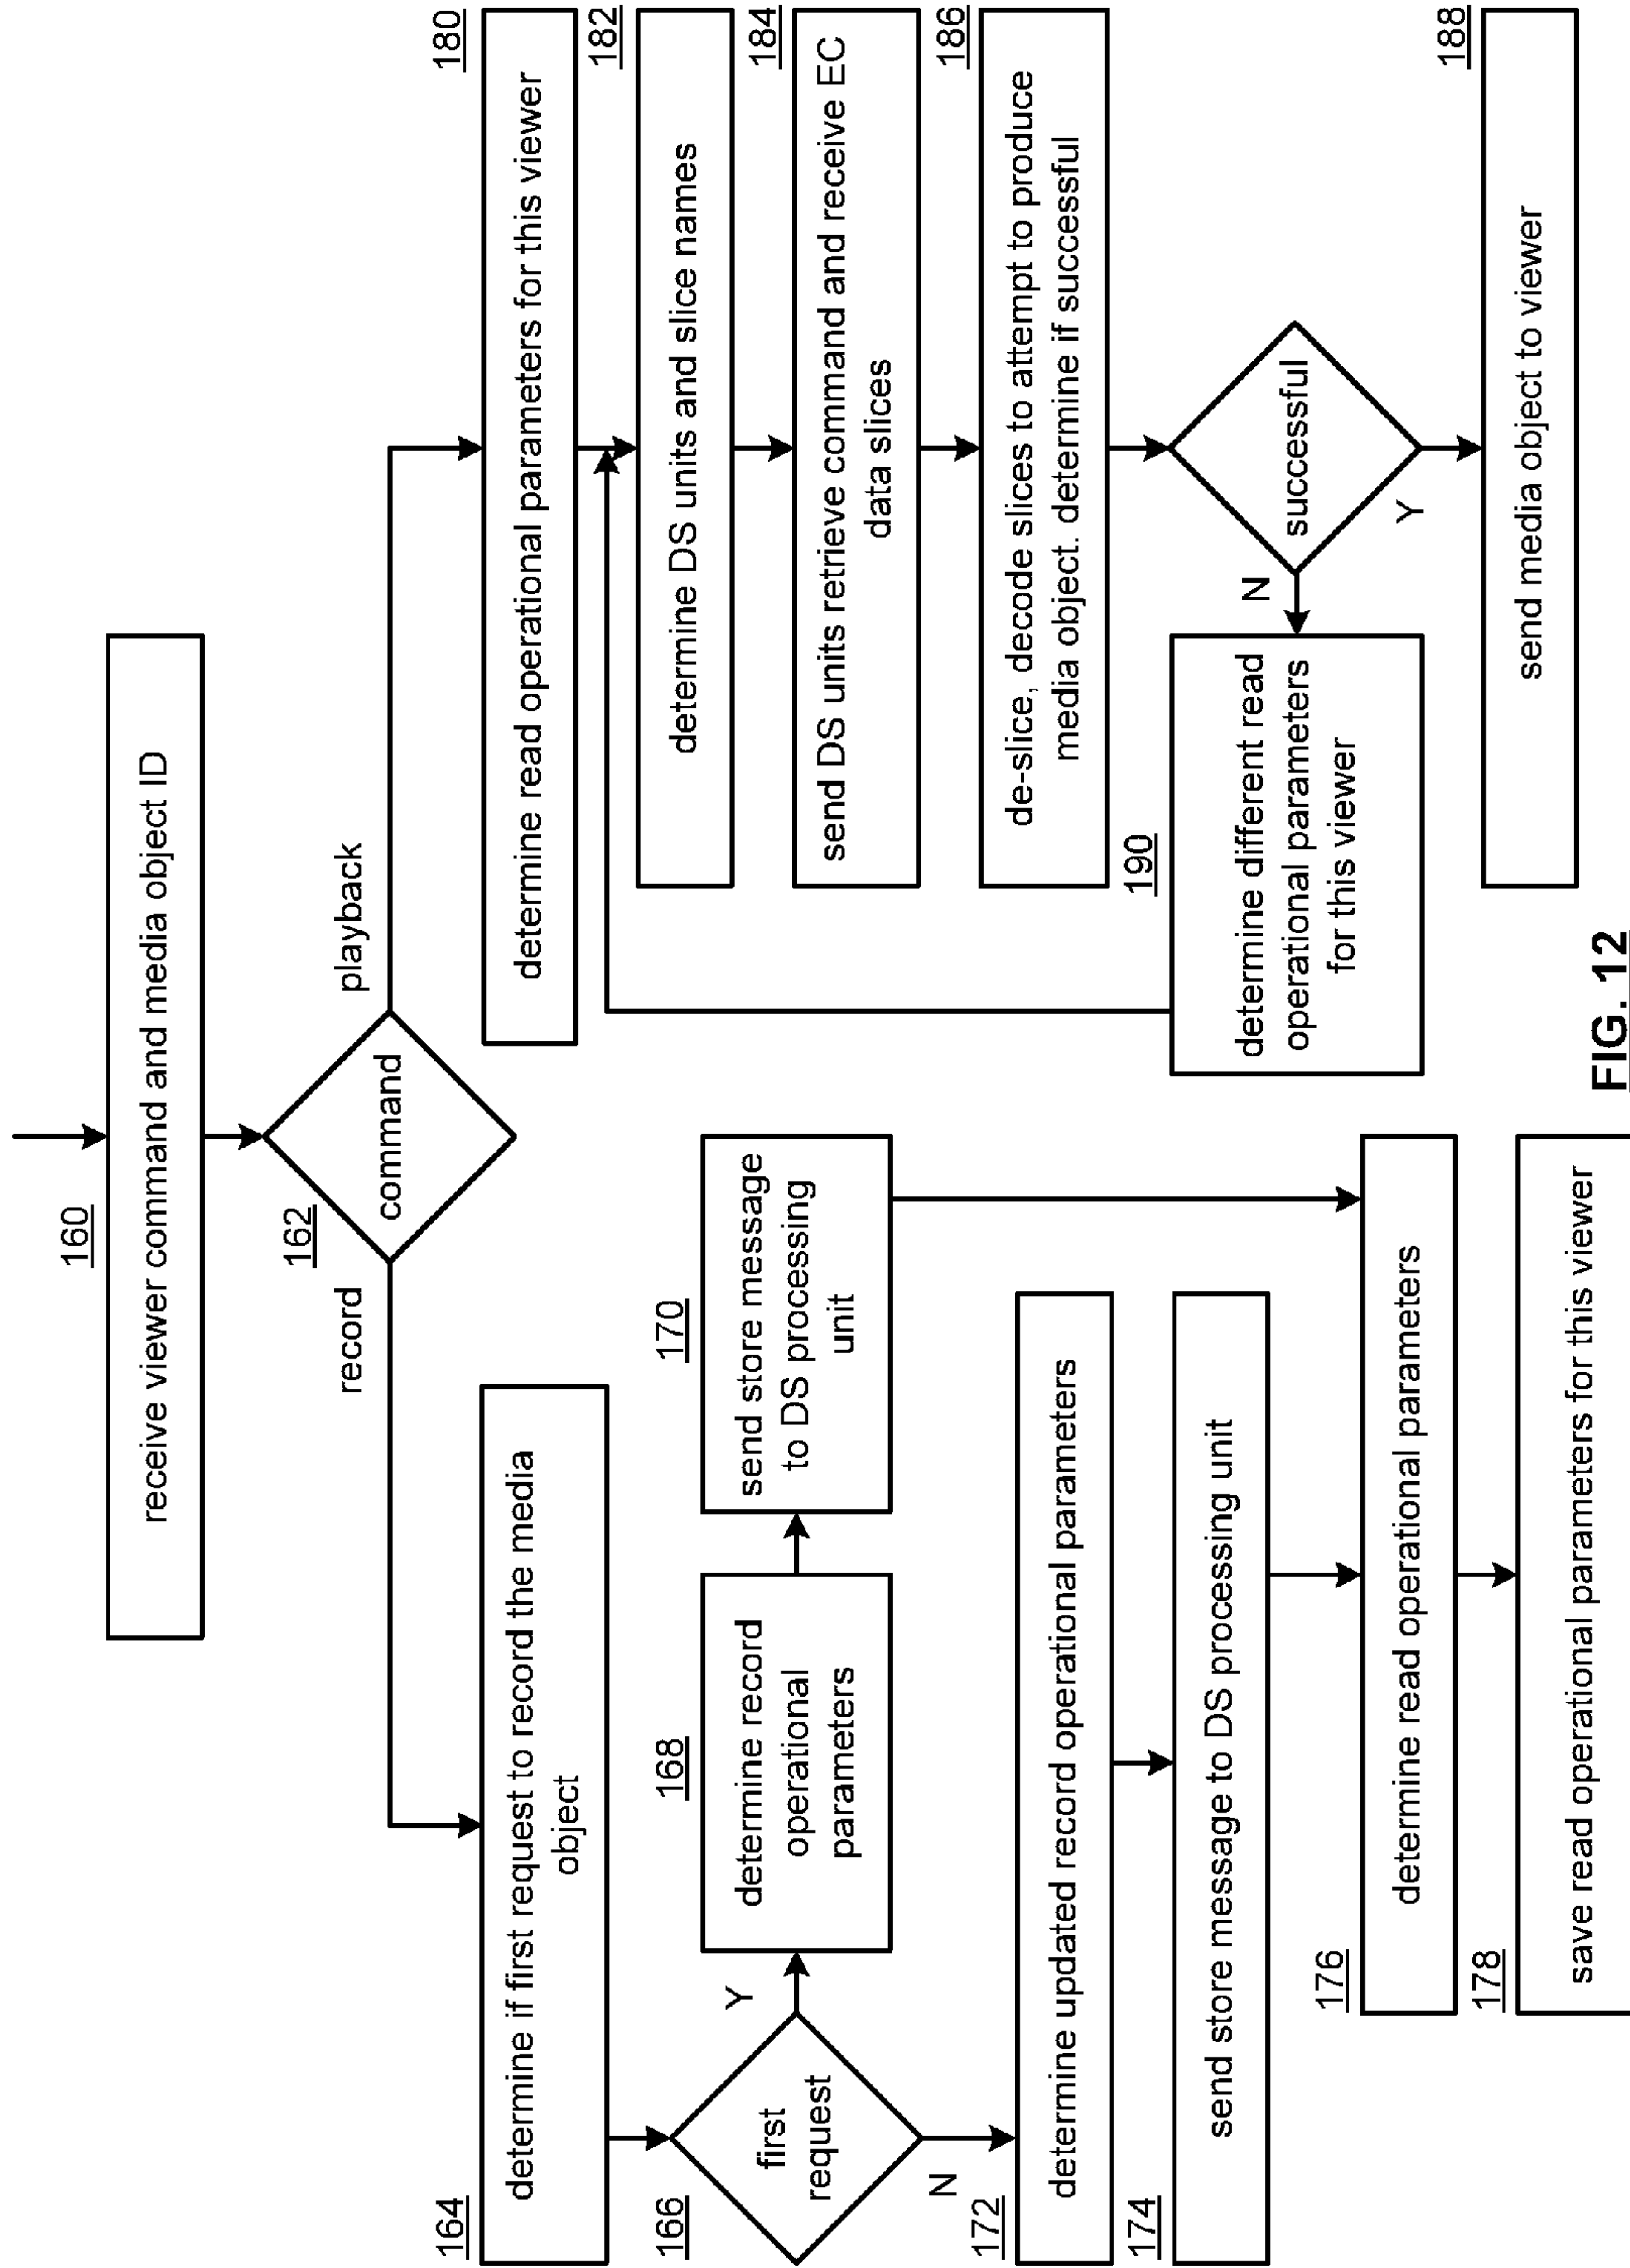 160
receive viewer command and media object ID
162
command
record
playback
164
determine if first request to record the media
object
166
first
request
Y
N
168
determine record
operational
parameters
170
send store message
to DS processing
unit
172
determine updated record operational parameters
174
send store message to DS processing unit
176
determine read operational parameters
178
save read operational parameters for this viewer
180
determine read operational parameters for this viewer
182
determine DS units and slice names
184
send DS units retrieve command and receive EC
data slices
186
de-slice, decode slices to attempt to produce
media object. determine if successful
successful
N
Y
190
determine different read
operational parameters
for this viewer
188
send media object to viewer
FIG. 12